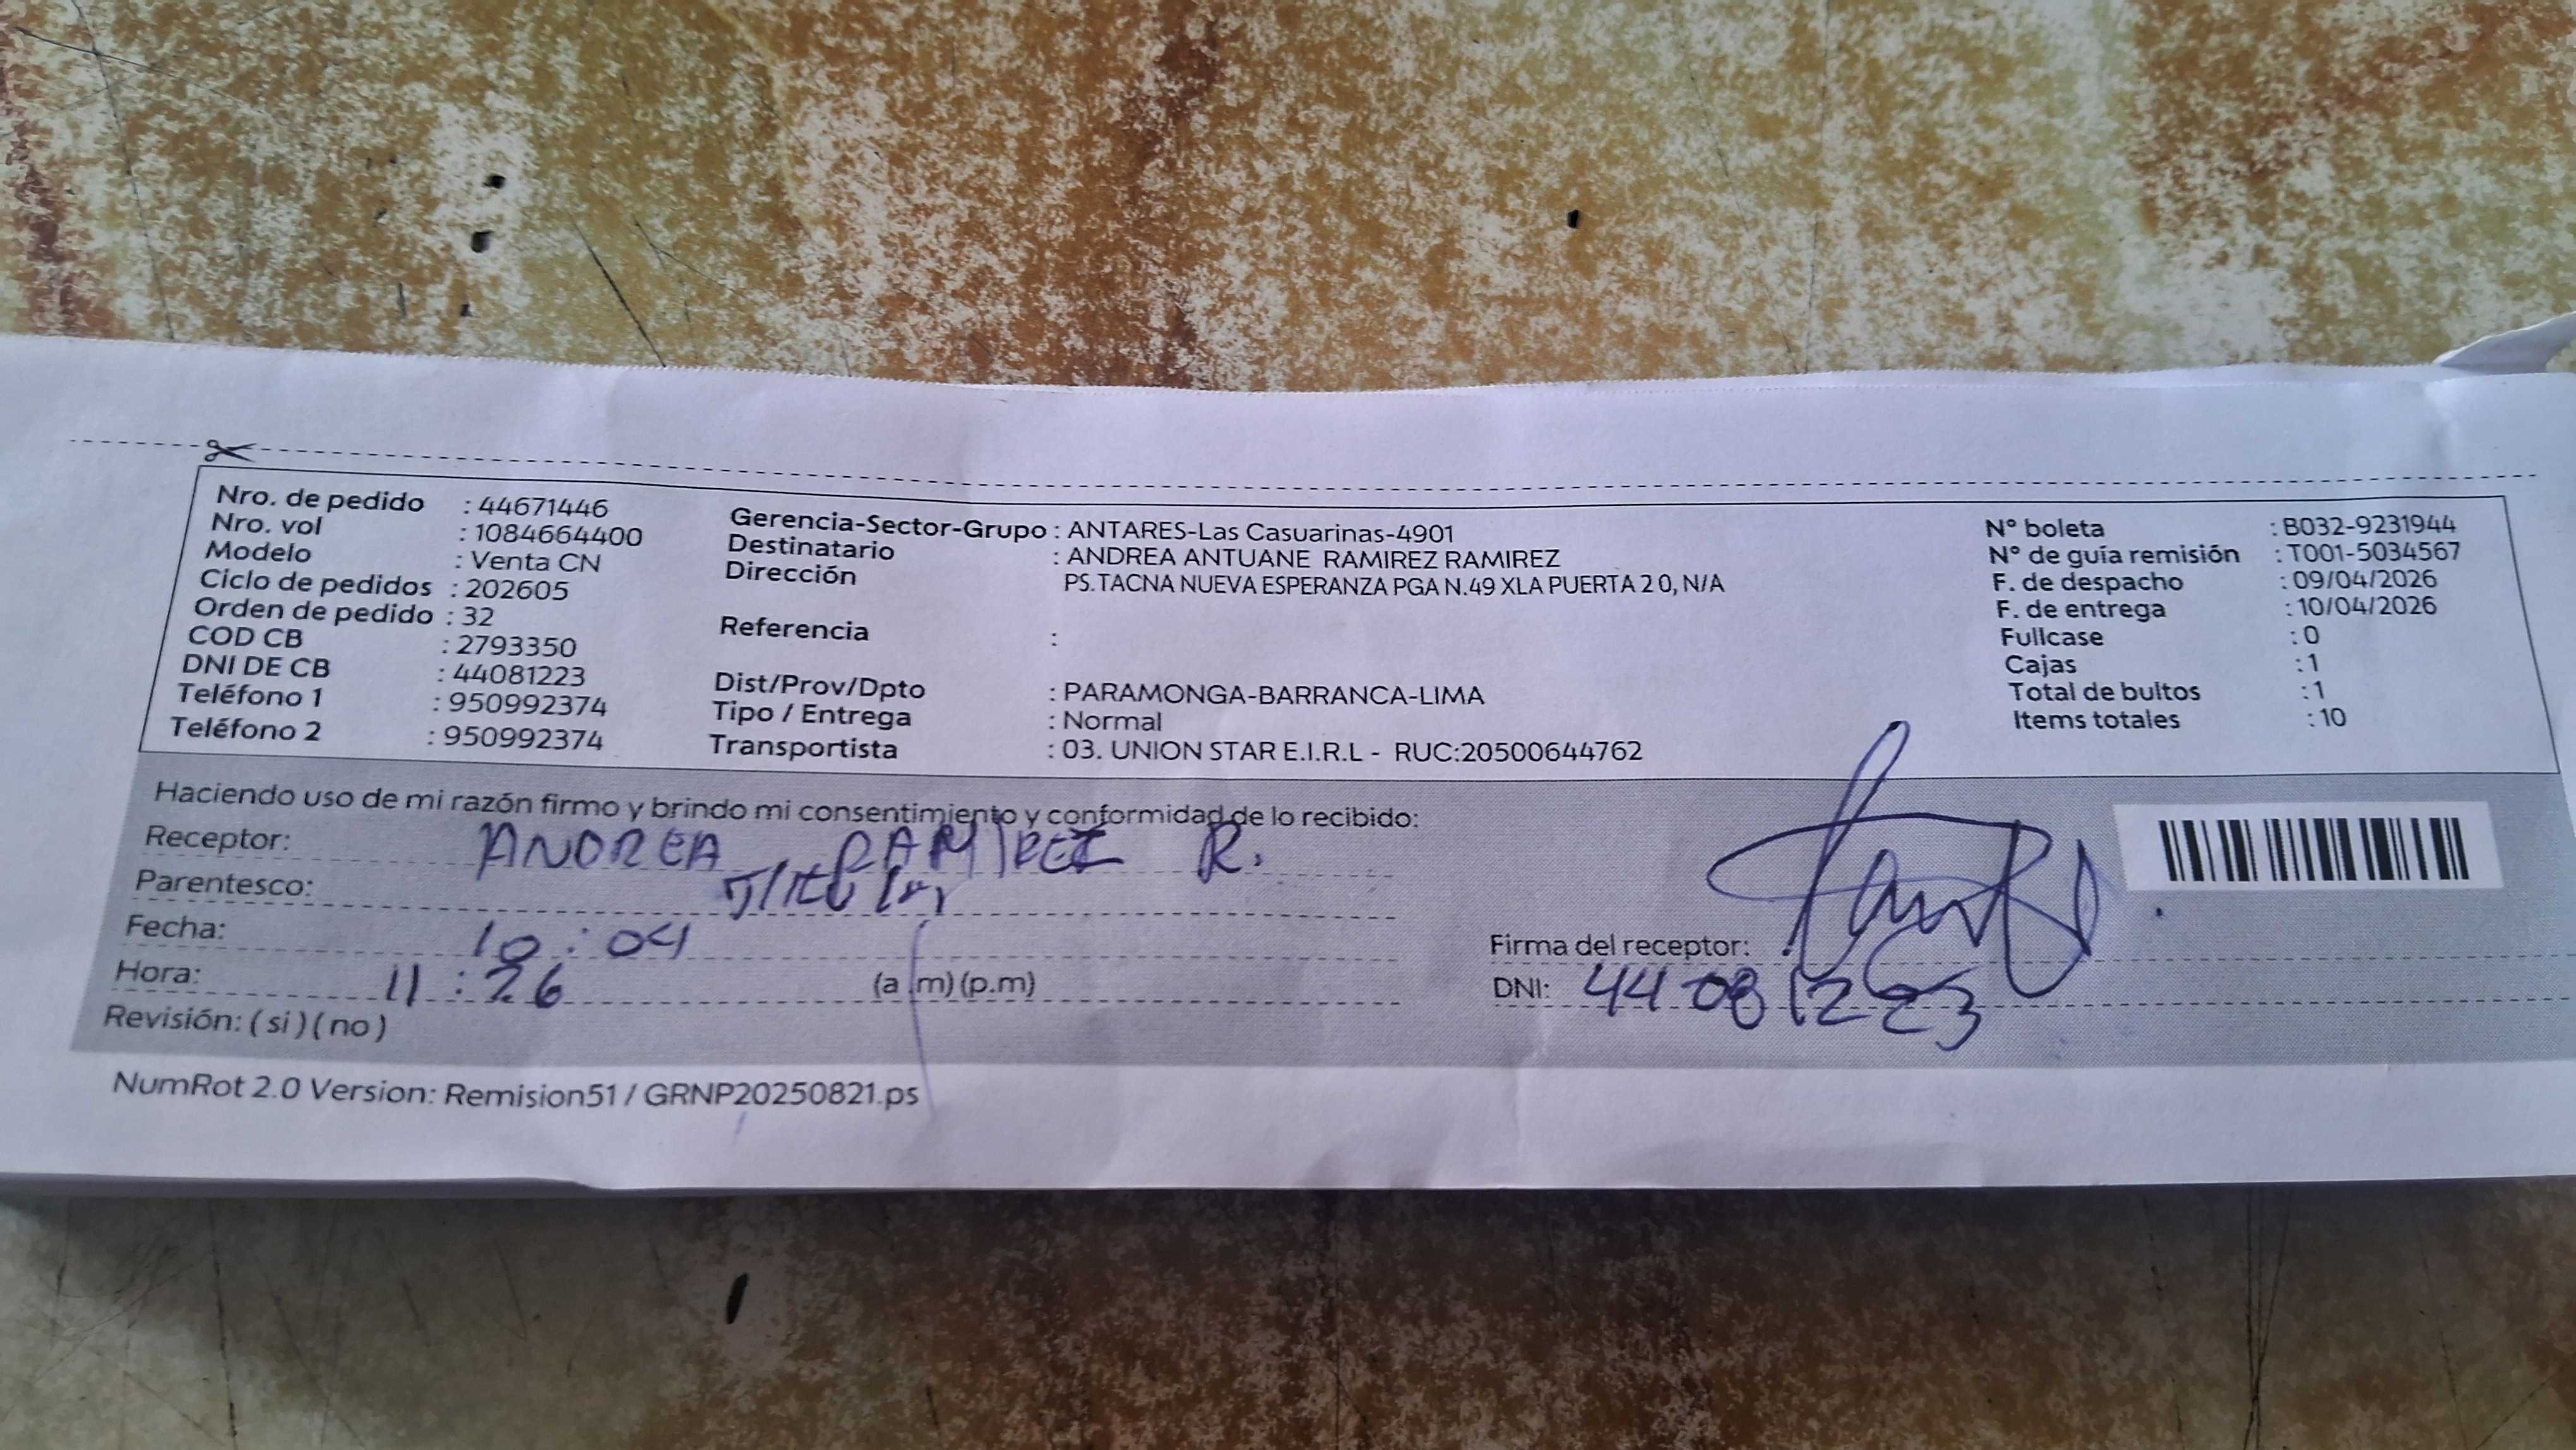 Nro. de pedido : 44671446
Nro. vol : 1084664400
Modelo : Venta CN
Ciclo de pedidos : 202605
Orden de pedido : 32
COD CB : 2793350
DNI DE CB : 44081223
Teléfono 1 : 950992374
Teléfono 2 : 950992374
Gerencia-Sector-Grupo : ANTARES-Las Casuarinas-4901
Destinatario : ANDREA ANTUANE RAMIREZ RAMIREZ
Dirección PS.TACNA NUEVA ESPERANZA PGA N.49 XLA PUERTA 2 0, N/A
Referencia :
Dist/Prov/Dpto : PARAMONGA-BARRANCA-LIMA
Tipo / Entrega : Normal
Transportista : 03. UNION STAR E.I.R.L - RUC:20500644762
N° boleta : B032-9231944
N° de guía remisión : T001-5034567
F. de despacho : 09/04/2026
F. de entrega : 10/04/2026
Fullcase : 0
Cajas : 1
Total de bultos : 1
Items totales : 10
Haciendo uso de mi razón firmo y brindo mi consentimiento y conformidad de lo recibido:
Receptor: ANDREA RAMIREZ R.
Parentesco: Titular
Fecha: 10:04
Hora: 11:26 (a.m) (p.m)
Revisión: ( si ) ( no )
Firma del receptor:
DNI: 44081223
NumRot 2.0 Version: Remision51 / GRNP20250821.ps